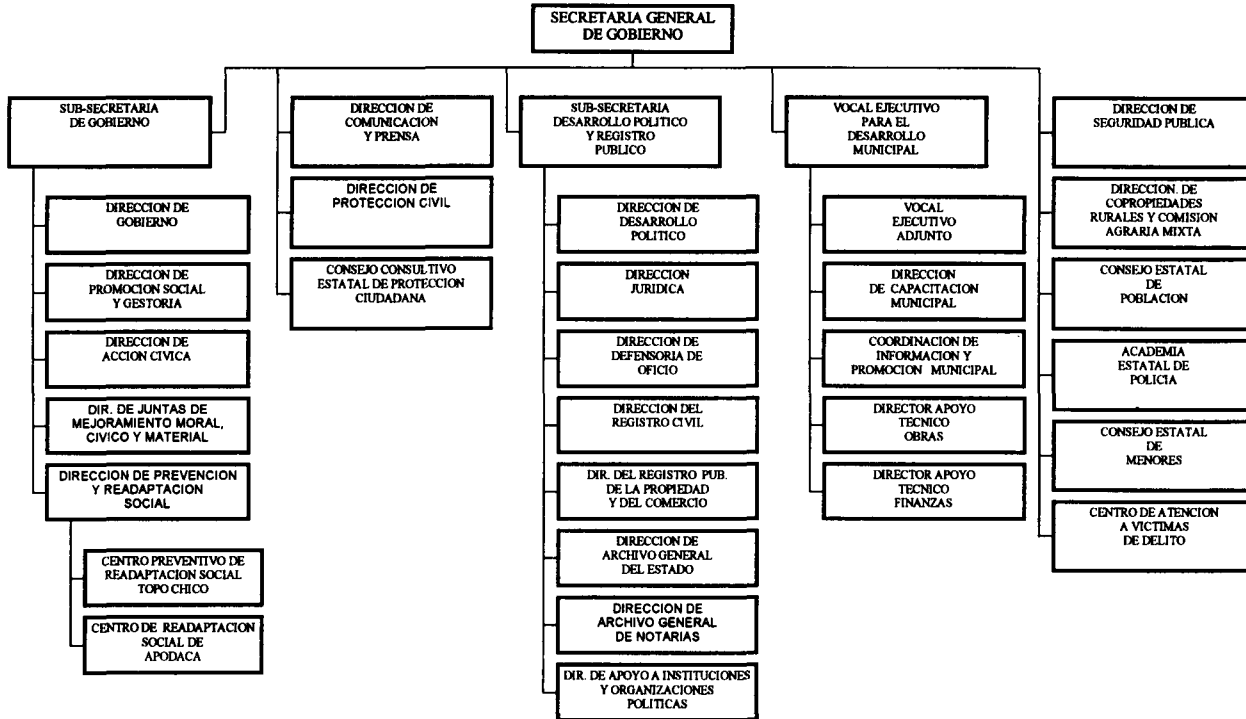 SECRETARIA GENERAL
DE GOBIERNO
SUB-SECRETARIA
DE GOBIERNO
DIRECCION DE
GOBIERNO
DIRECCION DE
PROMOCION SOCIAL
Y GESTORIA
DIRECCION DE
ACCION CIVICA
DIR. DE JUNTAS DE
MEJORAMIENTO MORAL,
CIVICO Y MATERIAL
DIRECCION DE PREVENCION
Y READAPTACION
SOCIAL
CENTRO PREVENTIVO DE
READAPTACION SOCIAL
TOPO CHICO
CENTRO DE READAPTACION
SOCIAL DE
APODACA
DIRECCION DE
COMUNICACION
Y PRENSA
DIRECCION DE
PROTECCION CIVIL
CONSEJO CONSULTIVO
ESTATAL DE PROTECCION
CIUDADANA
SUB-SECRETARIA
DESARROLLO POLITICO
Y REGISTRO
PUBLICO
DIRECCION DE
DESARROLLO
POLITICO
DIRECCION
JURIDICA
DIRECCION DE
DEFENSORIA DE
OFICIO
DIRECCION DEL
REGISTRO CIVIL
DIR. DEL REGISTRO PUB.
DE LA PROPIEDAD
Y DEL COMERCIO
DIRECCION DE
ARCHIVO GENERAL
DEL ESTADO
DIRECCION DE
ARCHIVO GENERAL
DE NOTARIAS
DIR. DE APOYO A INSTITUCIONES
Y ORGANIZACIONES
POLITICAS
VOCAL EJECUTIVO
PARA EL
DESARROLLO
MUNICIPAL
VOCAL
EJECUTIVO
ADJUNTO
DIRECCION
DE CAPACITACION
MUNICIPAL
COORDINACION DE
INFORMACION Y
PROMOCION MUNICIPAL
DIRECTOR APOYO
TECNICO
OBRAS
DIRECTOR APOYO
TECNICO
FINANZAS
DIRECCION DE
SEGURIDAD PUBLICA
DIRECCION. DE
COPROPIEDADES
RURALES Y COMISION
AGRARIA MIXTA
CONSEJO ESTATAL
DE
POBLACION
ACADEMIA
ESTATAL DE
POLICIA
CONSEJO ESTATAL
DE
MENORES
CENTRO DE ATENCION
A VICTIMAS
DE DELITO